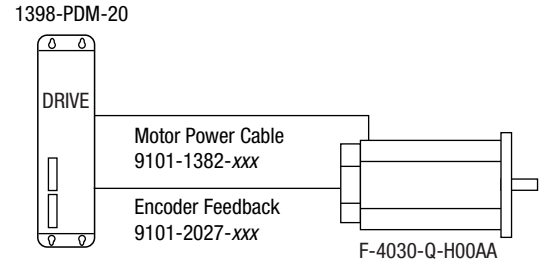 1398-PDM-20
DRIVE
Motor Power Cable
9101-1382-xxx
Encoder Feedback
9101-2027-xxx
F-4030-Q-H00AA